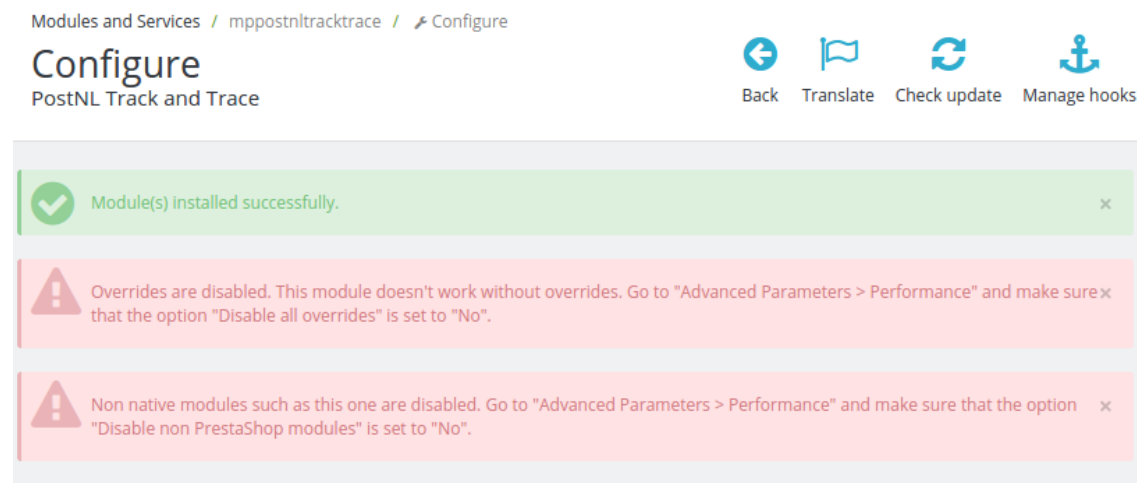 Modules and Services / mppostnltracktrace / Configure
Configure
PostNL Track and Trace
Back Translate Check update Manage hooks
Module(s) installed successfully. ×
Overrides are disabled. This module doesn't work without overrides. Go to "Advanced Parameters > Performance" and make sure ×
that the option "Disable all overrides" is set to "No".
Non native modules such as this one are disabled. Go to "Advanced Parameters > Performance" and make sure that the option ×
"Disable non PrestaShop modules" is set to "No".